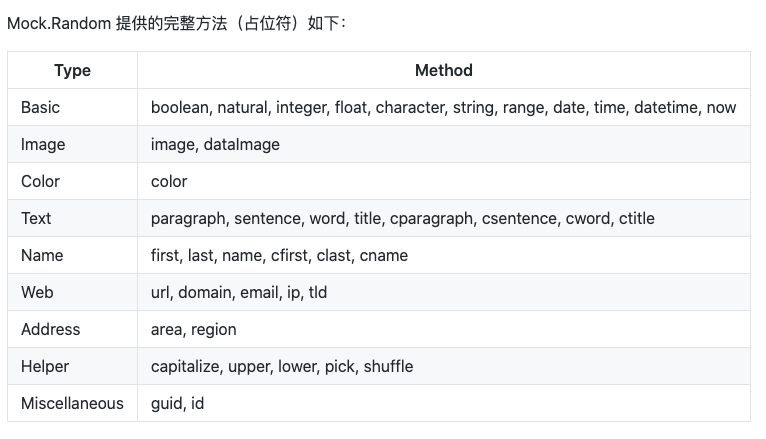 Mock.Random 提供的完整方法（占位符）如下：
Type Method
Basic boolean, natural, integer, float, character, string, range, date, time, datetime, now
Image image, dataImage
Color color
Text paragraph, sentence, word, title, cparagraph, csentence, cword, ctitle
Name first, last, name, cfirst, clast, cname
Web url, domain, email, ip, tld
Address area, region
Helper capitalize, upper, lower, pick, shuffle
Miscellaneous guid, id